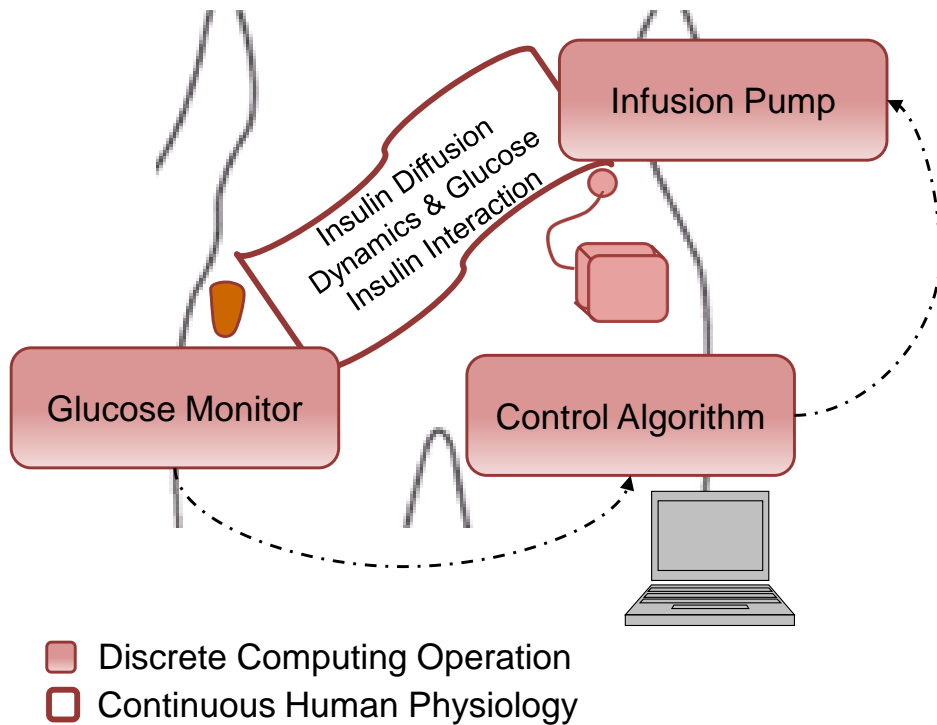 Infusion Pump
Insulin Diffusion
Dynamics & Glucose
Insulin Interaction
Glucose Monitor
Control Algorithm
Discrete Computing Operation
Continuous Human Physiology